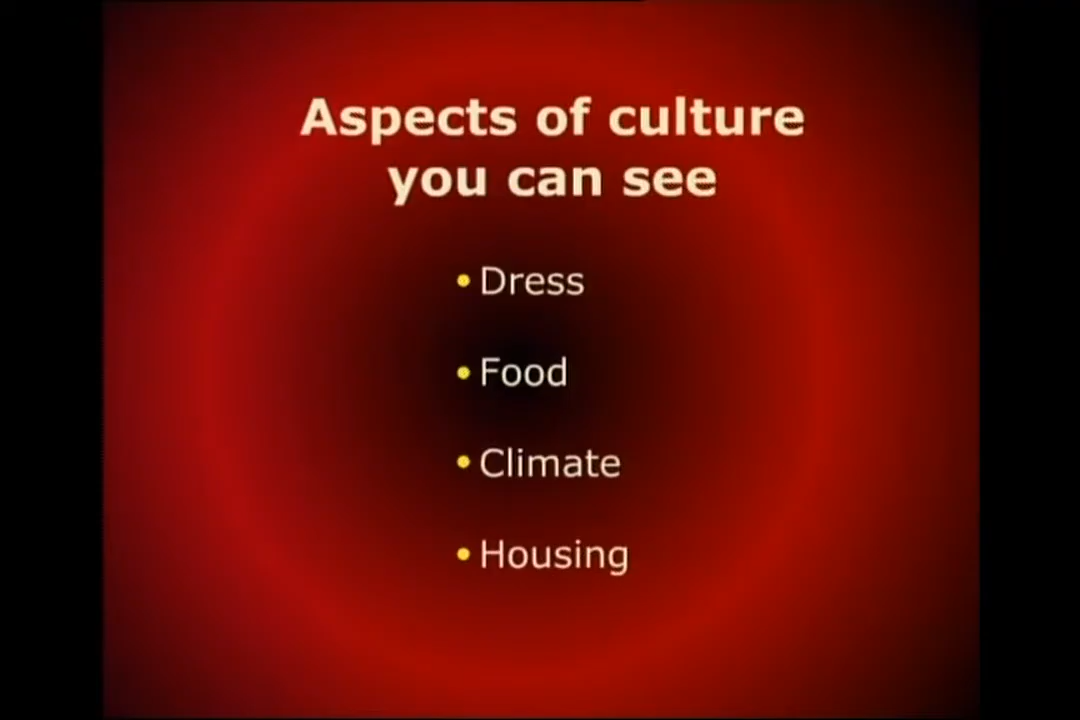 Aspects of culture
you can see
• Dress
• Food
• Climate
• Housing